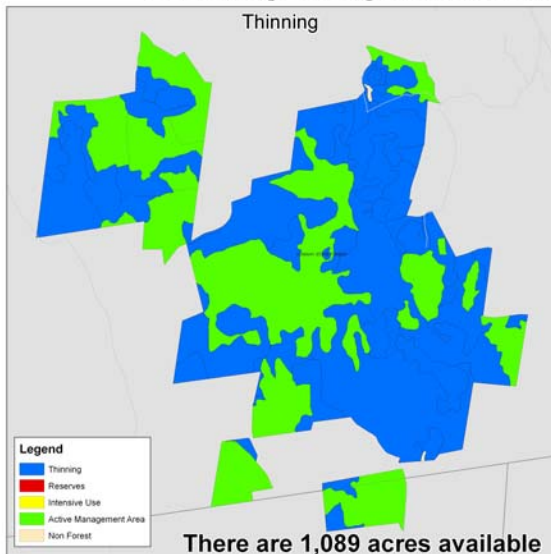 Thinning
Legend
Thinning
Reserves
Intensive Use
Active Management Area
Non Forest
There are 1,089 acres available